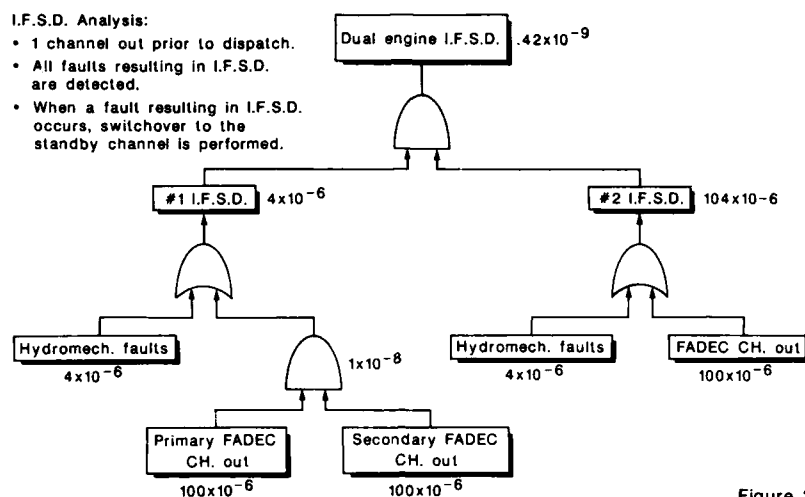 I.F.S.D. Analysis:
• 1 channel out prior to dispatch.
• All faults resulting in I.F.S.D.
are detected.
• When a fault resulting in I.F.S.D.
occurs, switchover to the
standby channel is performed.
Dual engine I.F.S.D. .42x10-9
#1 I.F.S.D. 4x10-6
#2 I.F.S.D. 104x10-6
Hydromech. faults
4x10-6
1x10-8
Hydromech. faults
4x10-6
FADEC CH. out
100x10-6
Primary FADEC
CH. out
100x10-6
Secondary FADEC
CH. out
100x10-6
Figure